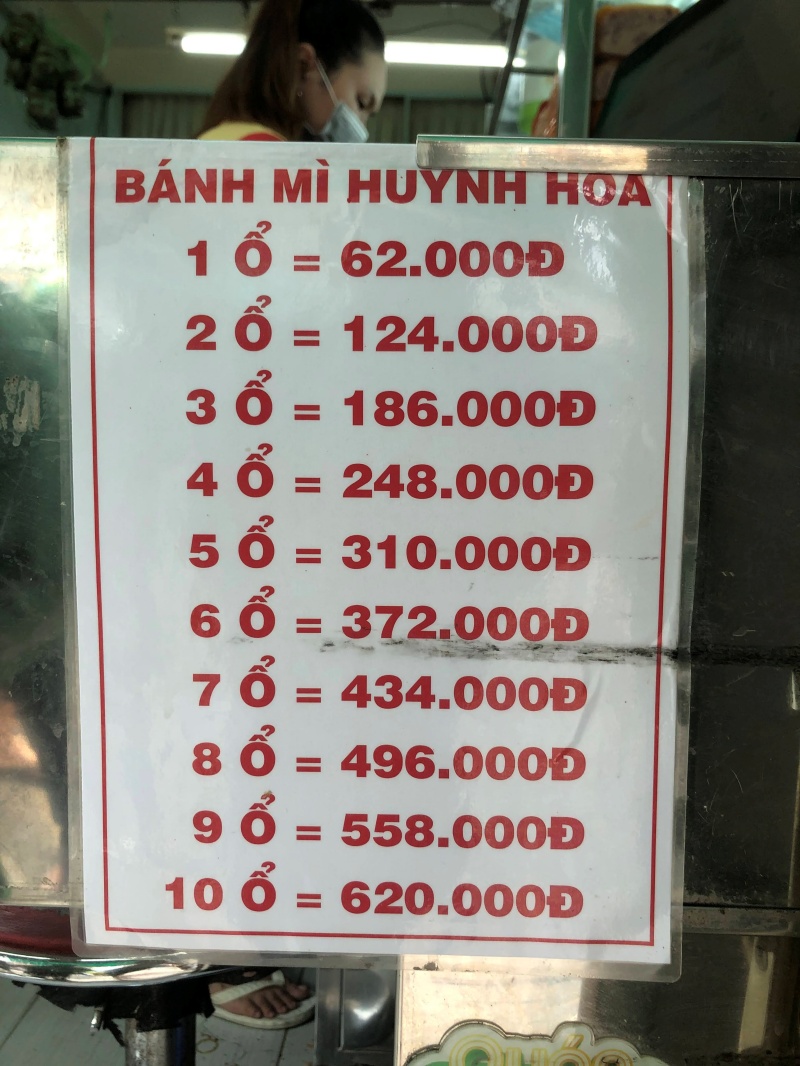 BÁNH MÌ HUỲNH HOA
1 Ổ = 62.000Đ
2 Ổ = 124.000Đ
3 Ổ = 186.000Đ
4 Ổ = 248.000Đ
5 Ổ = 310.000Đ
6 Ổ = 372.000Đ
7 Ổ = 434.000Đ
8 Ổ = 496.000Đ
9 Ổ = 558.000Đ
10 Ổ = 620.000Đ